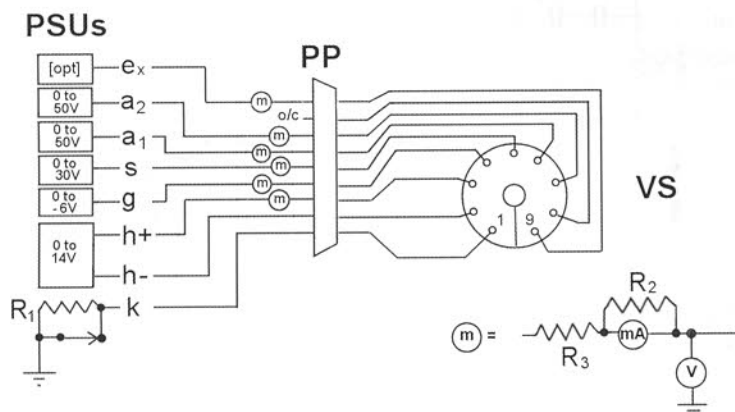 PSUs
PP
[opt]
ex
m
0 to
50V
a2
o/c
m
0 to
50V
a1
m
0 to
30V
s
m
0 to
-6V
g
m
0 to
14V
h+
m
h-
R1
k
1 9
VS
m =
R3
R2
mA
V